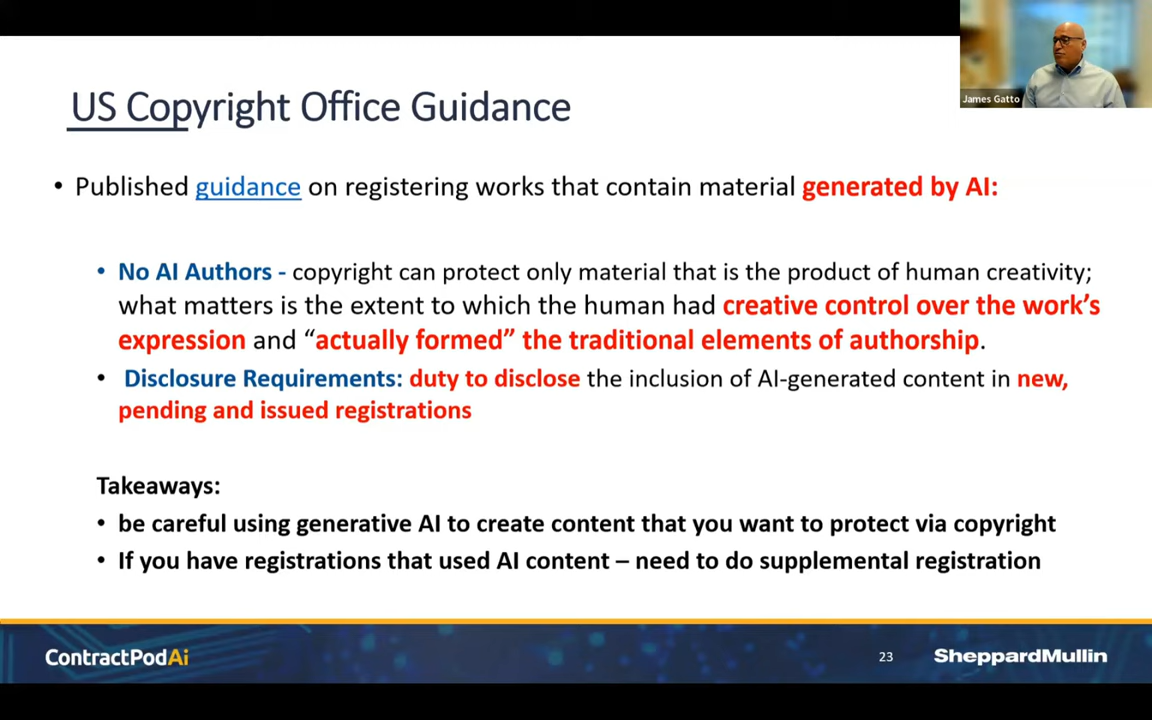 James Gatto
US Copyright Office Guidance
• Published guidance on registering works that contain material generated by AI:
• No AI Authors - copyright can protect only material that is the product of human creativity;
what matters is the extent to which the human had creative control over the work's
expression and “actually formed” the traditional elements of authorship.
• Disclosure Requirements: duty to disclose the inclusion of AI-generated content in new,
pending and issued registrations
Takeaways:
• be careful using generative AI to create content that you want to protect via copyright
• If you have registrations that used AI content – need to do supplemental registration
ContractPodAi
23
SheppardMullin